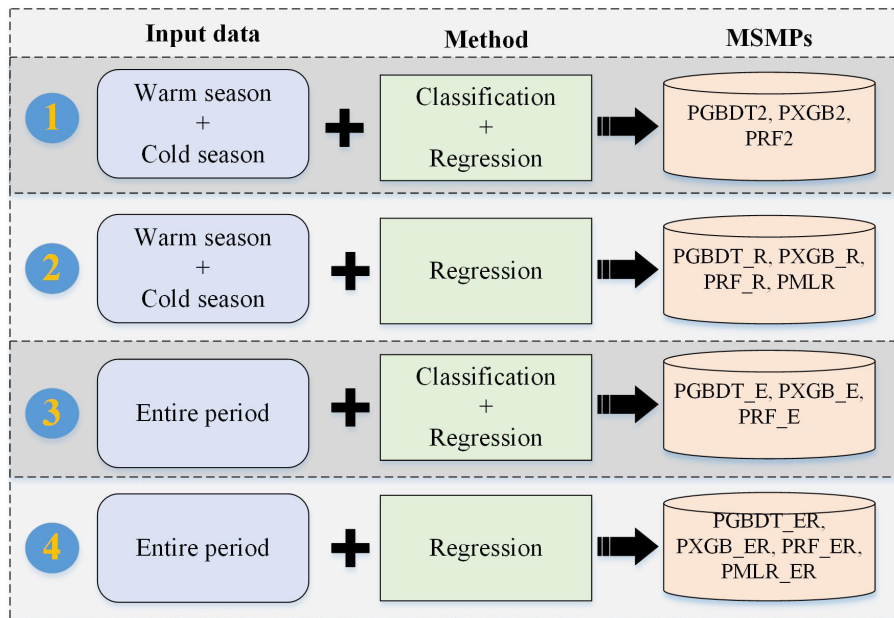 Input data Method MSMPs
1
Warm season
+
Cold season
+
Classification
+
Regression
PGBDT2, PXGB2,
PRF2
2
Warm season
+
Cold season
+
Regression
PGBDT_R, PXGB_R,
PRF_R, PMLR
3
Entire period
+
Classification
+
Regression
PGBDT_E, PXGB_E,
PRF_E
4
Entire period
+
Regression
PGBDT_ER,
PXGB_ER, PRF_ER,
PMLR_ER